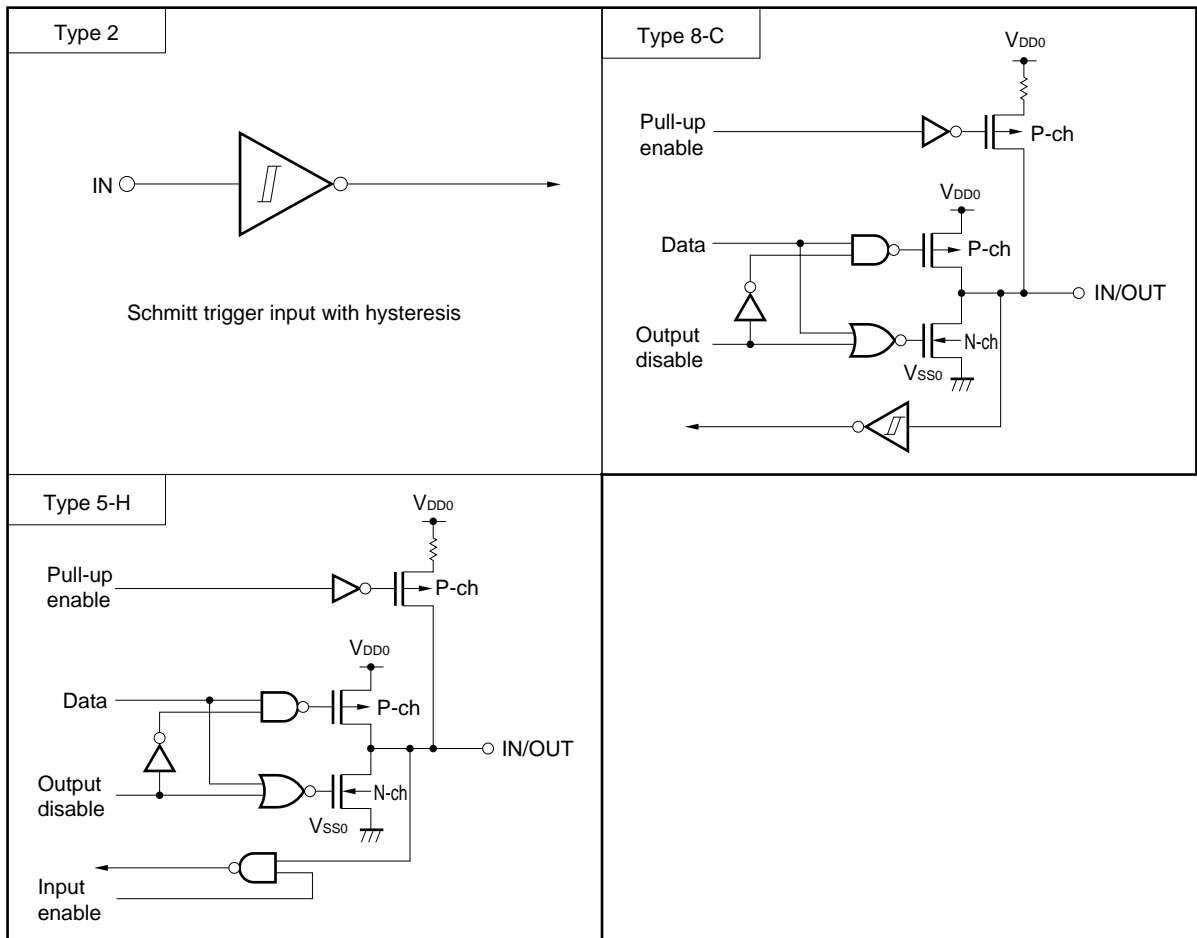 Type 2
IN
Schmitt trigger input with hysteresis
Type 8-C
VDD0
Pull-up
enable
P-ch
VDD0
Data
P-ch
IN/OUT
Output
disable
N-ch
VSS0
Type 5-H
VDD0
Pull-up
enable
P-ch
VDD0
Data
P-ch
IN/OUT
Output
disable
N-ch
VSS0
Input
enable